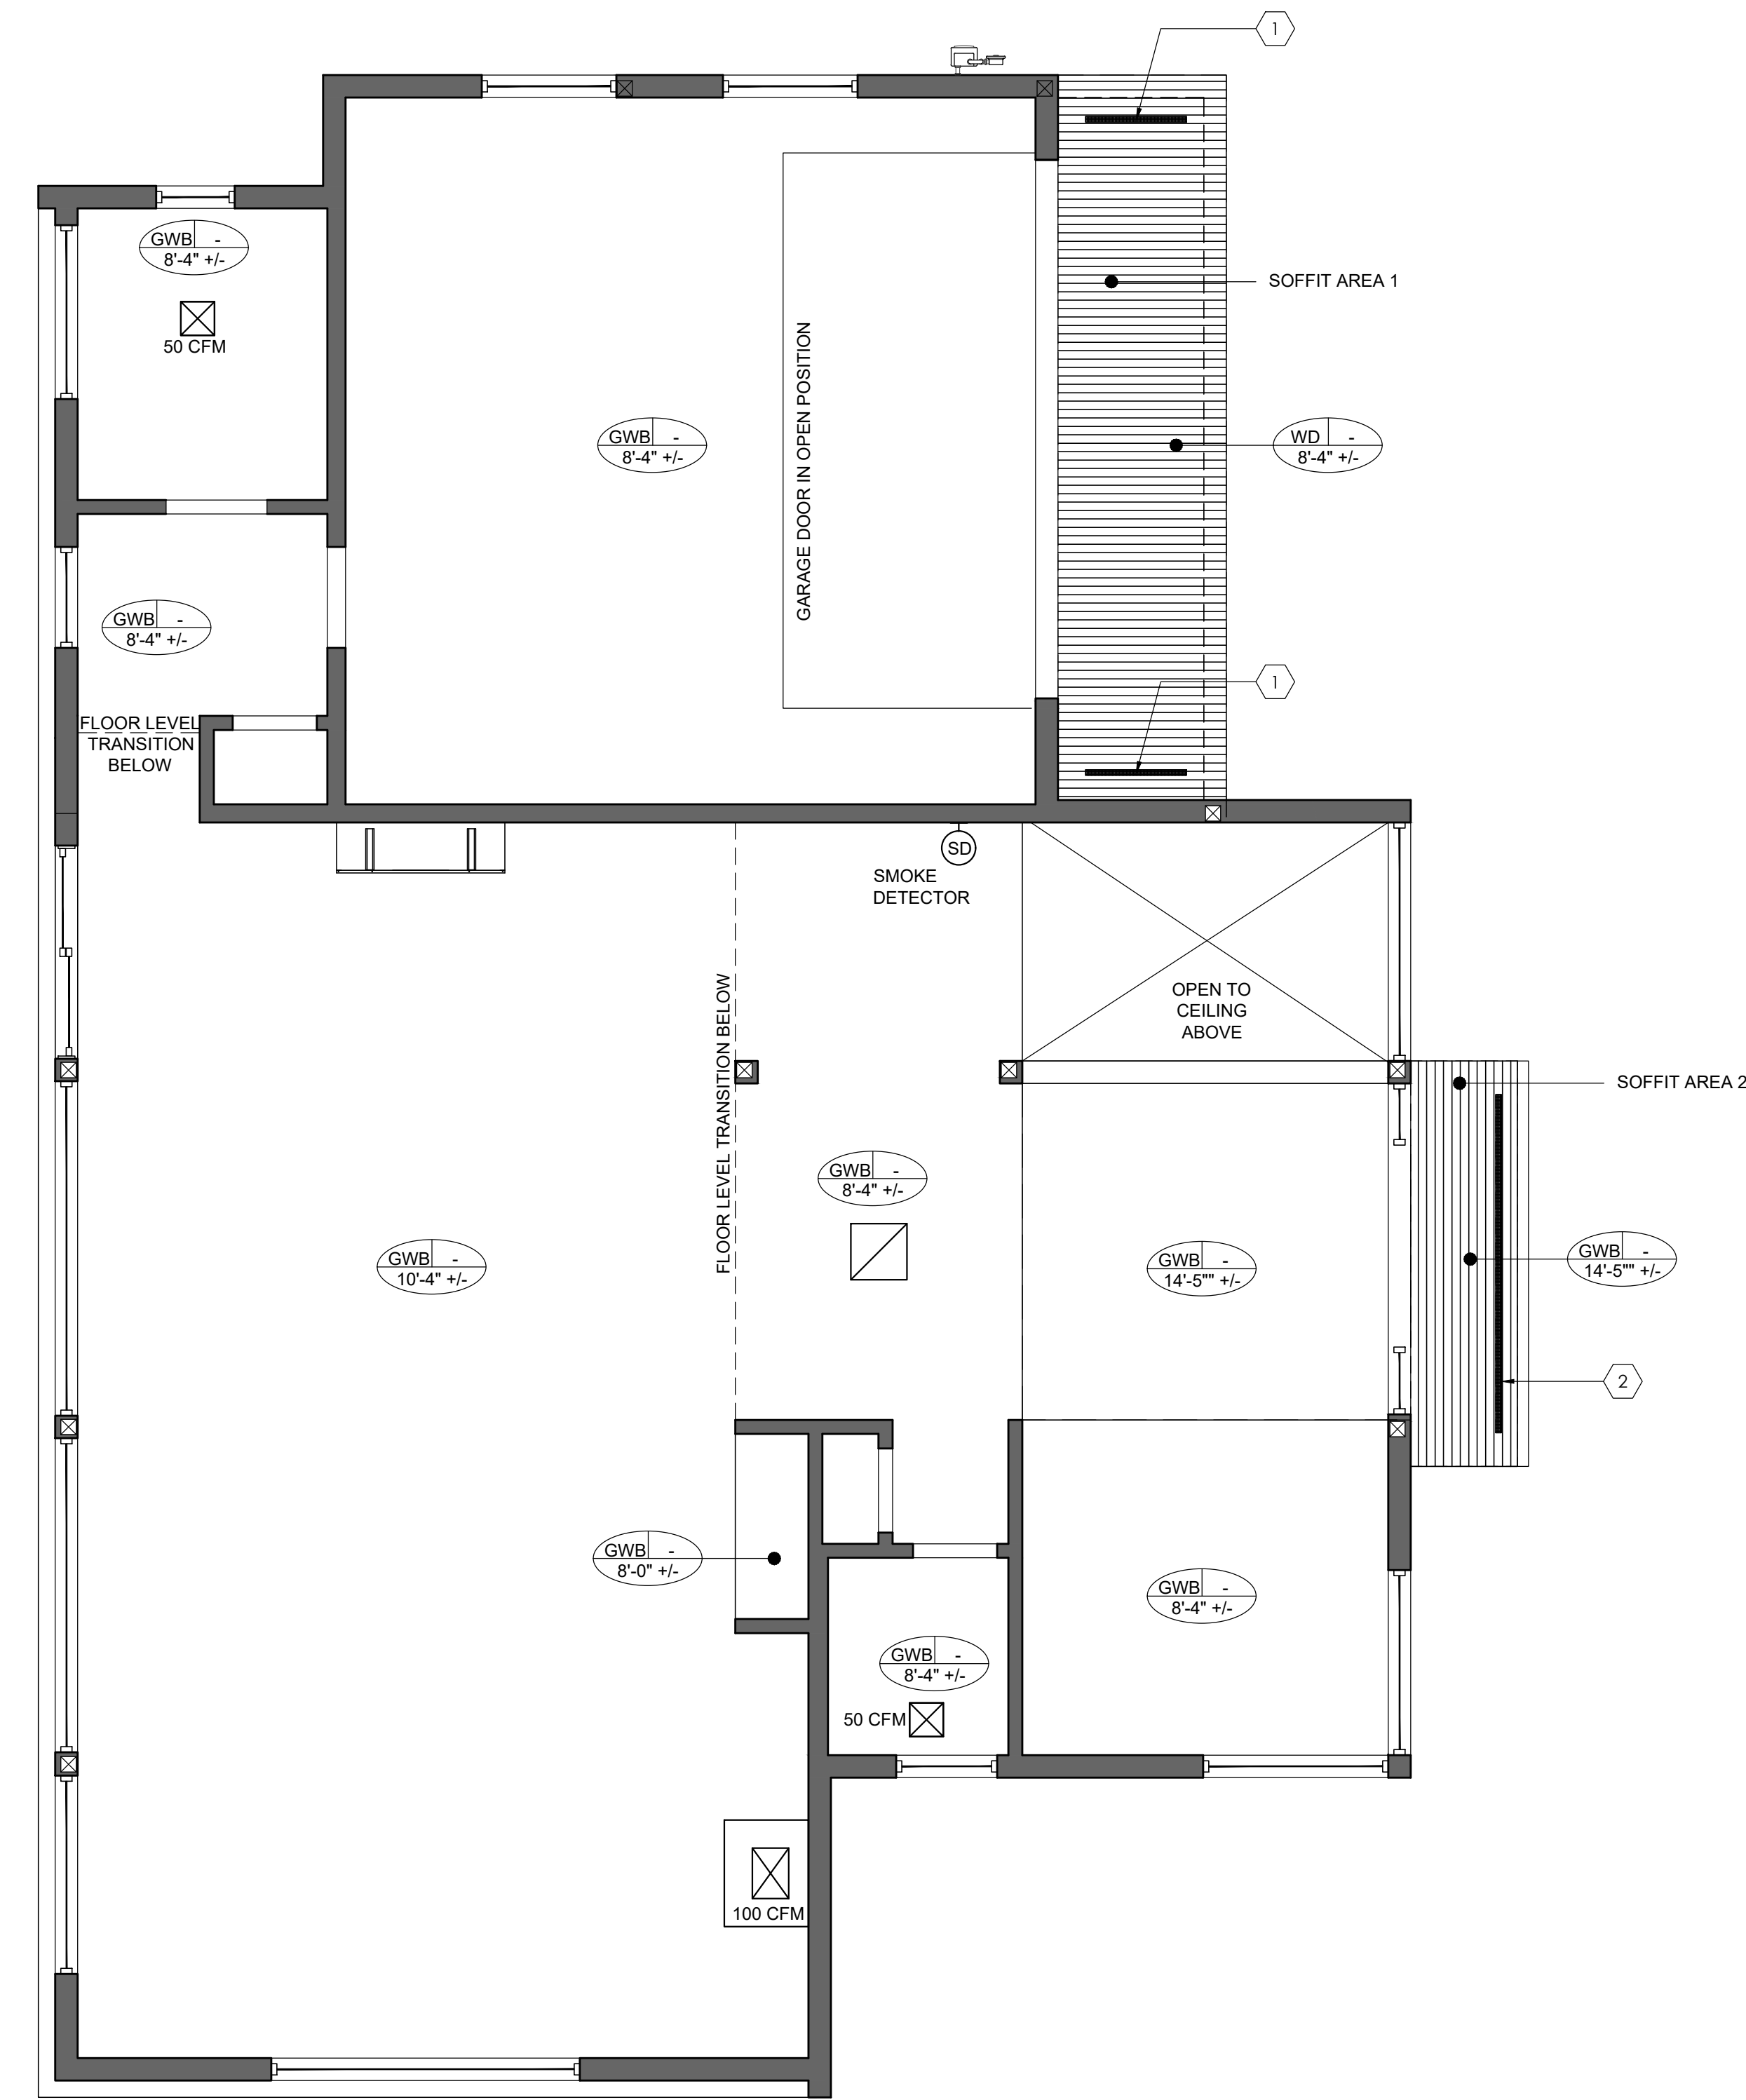 1
GWB -
8'-4" +/-
50 CFM
SOFFIT AREA 1
GARAGE DOOR IN OPEN POSITION
GWB -
8'-4" +/-
WD -
8'-4" +/-
GWB -
8'-4" +/-
1
FLOOR LEVEL
TRANSITION
BELOW
SD
SMOKE
DETECTOR
FLOOR LEVEL TRANSITION BELOW
OPEN TO
CEILING
ABOVE
SOFFIT AREA 2
GWB -
8'-4" +/-
GWB -
10'-4" +/-
GWB -
14'-5"" +/-
GWB -
14'-5"" +/-
2
GWB -
8'-0" +/-
GWB -
8'-4" +/-
GWB -
8'-4" +/-
50 CFM
100 CFM